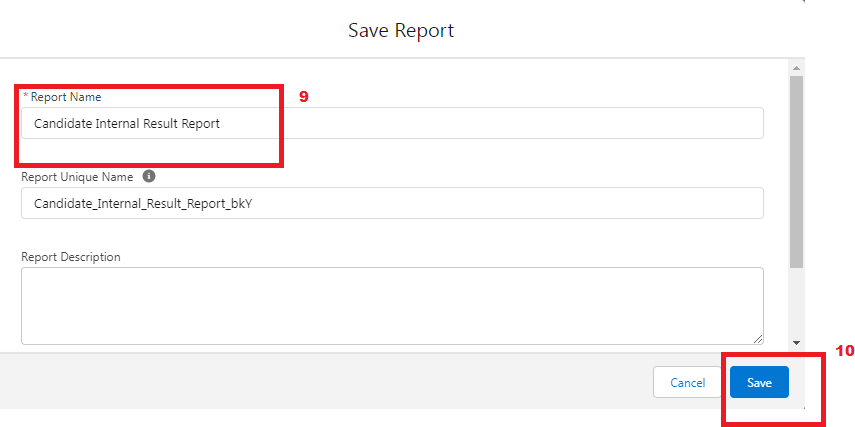 Save Report
* Report Name
9
Candidate Internal Result Report
Report Unique Name
Candidate_Internal_Result_Report_bkY
Report Description
10
Cancel
Save